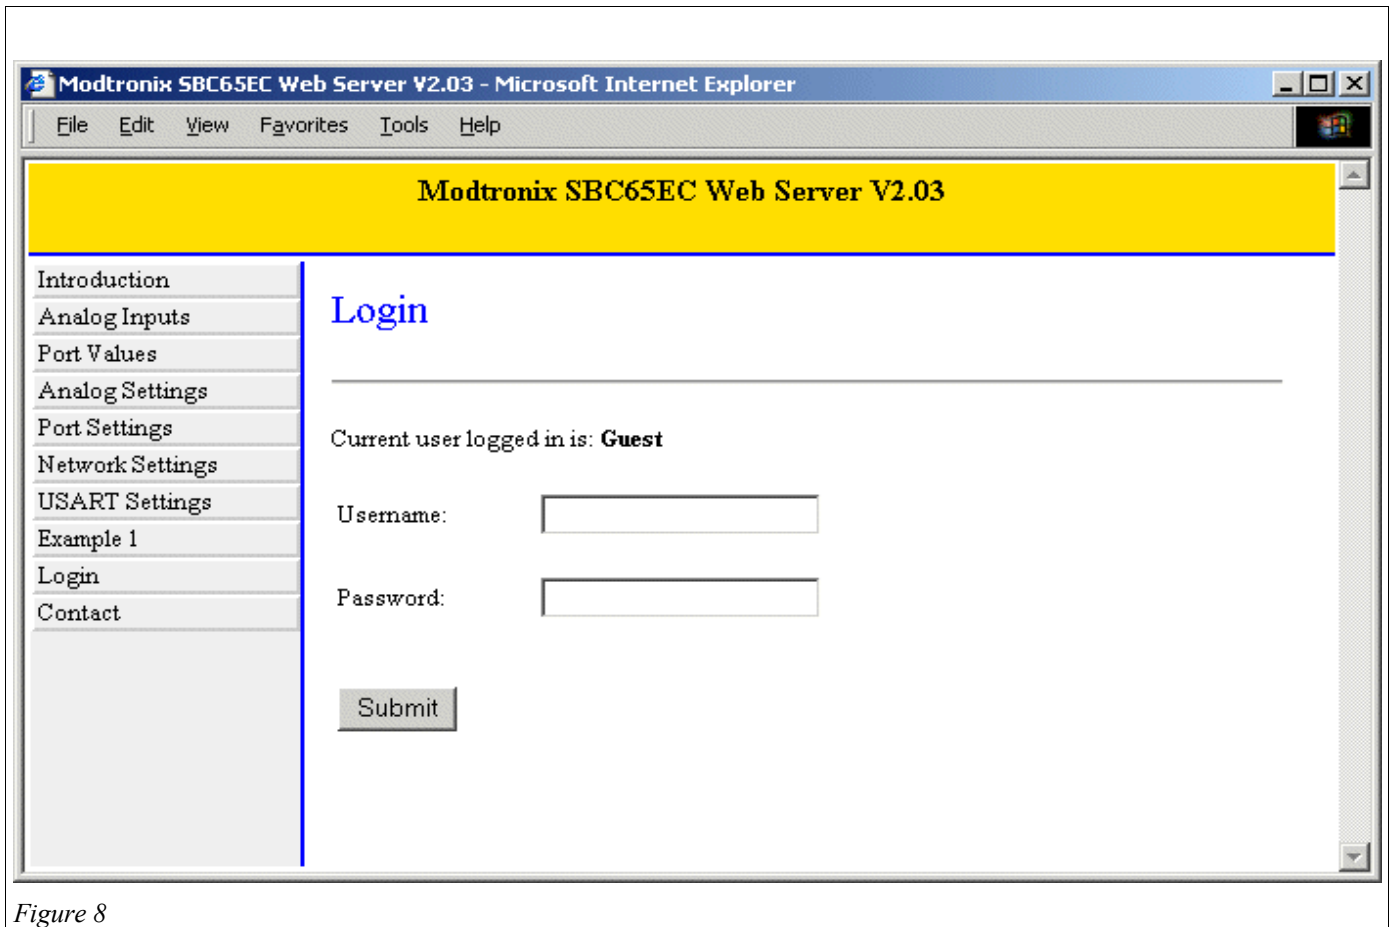 Modtronix SBC65EC Web Server V2.03 - Microsoft Internet Explorer
File Edit View Favorites Tools Help
Modtronix SBC65EC Web Server V2.03
Introduction
Analog Inputs
Port Values
Analog Settings
Port Settings
Network Settings
USART Settings
Example 1
Login
Contact
Login
Current user logged in is: Guest
Username:
Password:
Submit
Figure 8